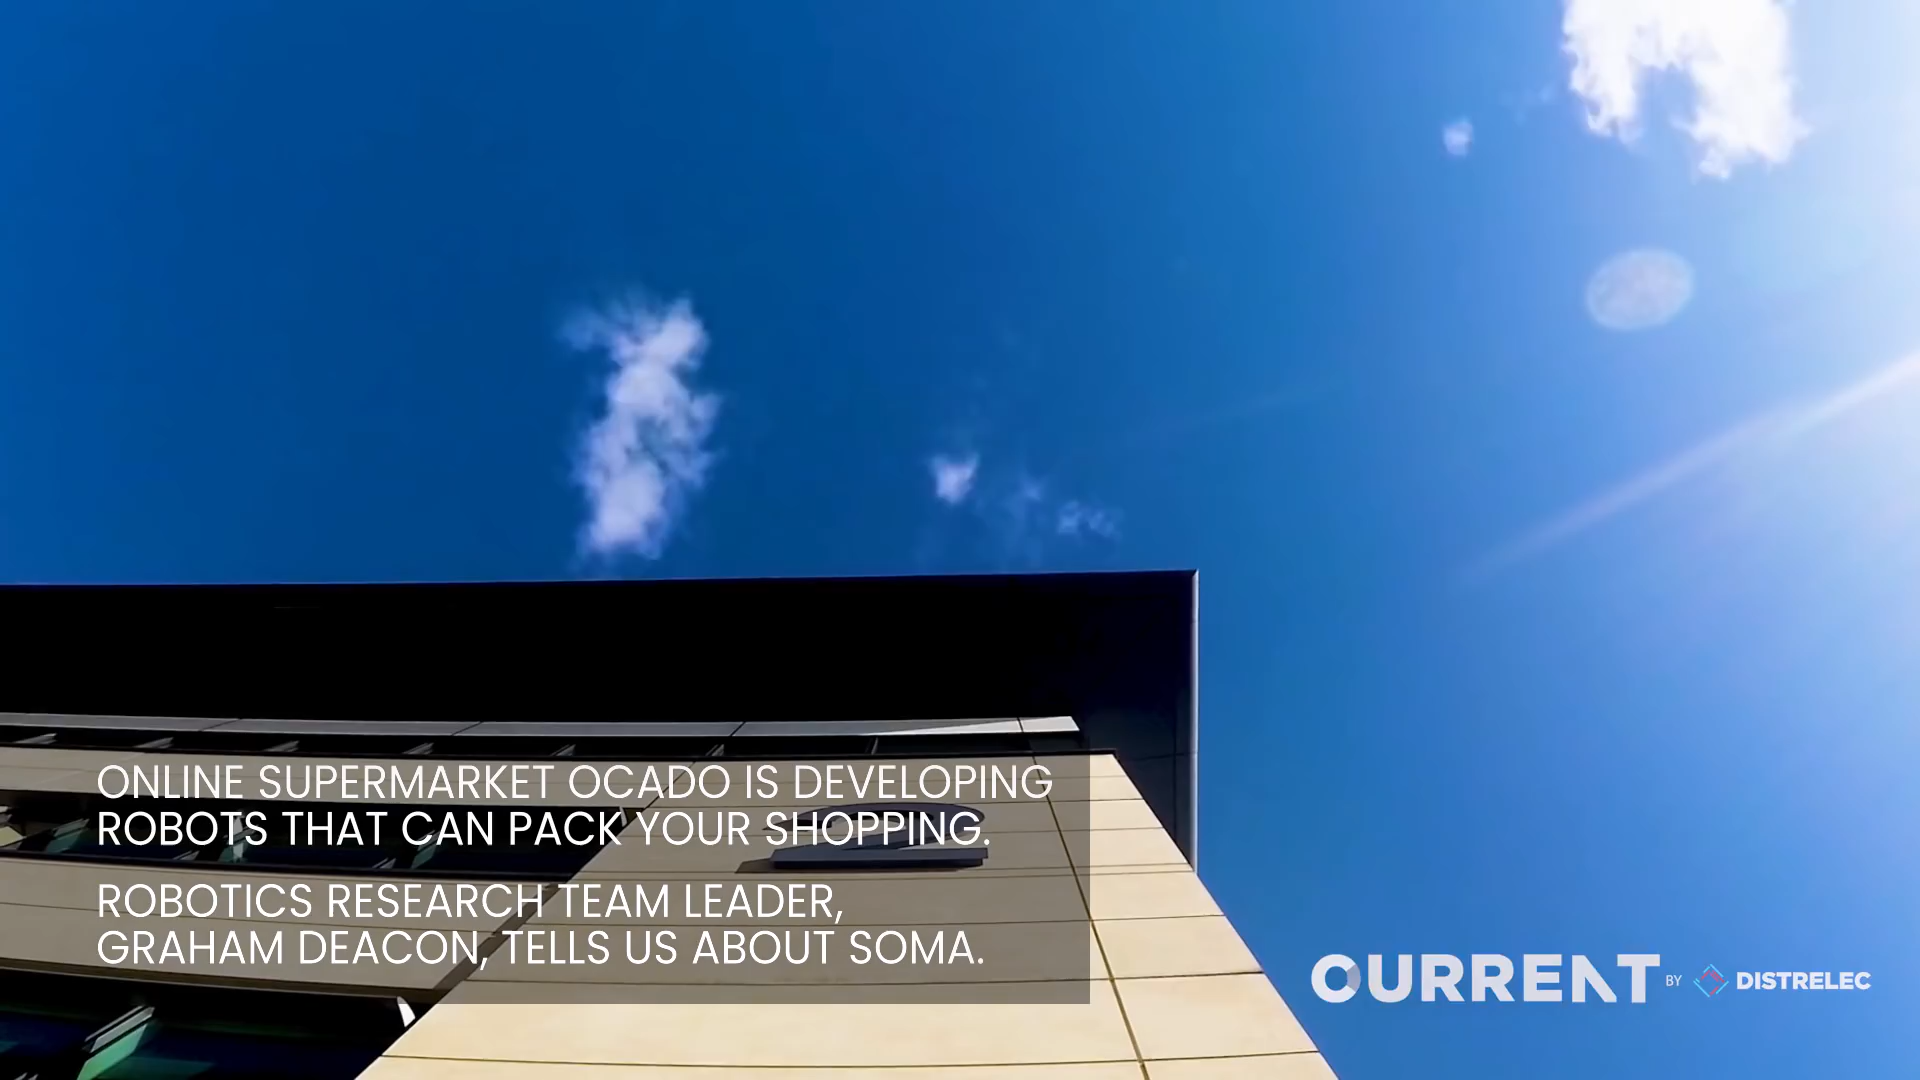 ONLINE SUPERMARKET OCADO IS DEVELOPING
ROBOTS THAT CAN PACK YOUR SHOPPING.
2
ROBOTICS RESEARCH TEAM LEADER,
GRAHAM DEACON, TELLS US ABOUT SOMA.
CURRENT BY DISTRELEC